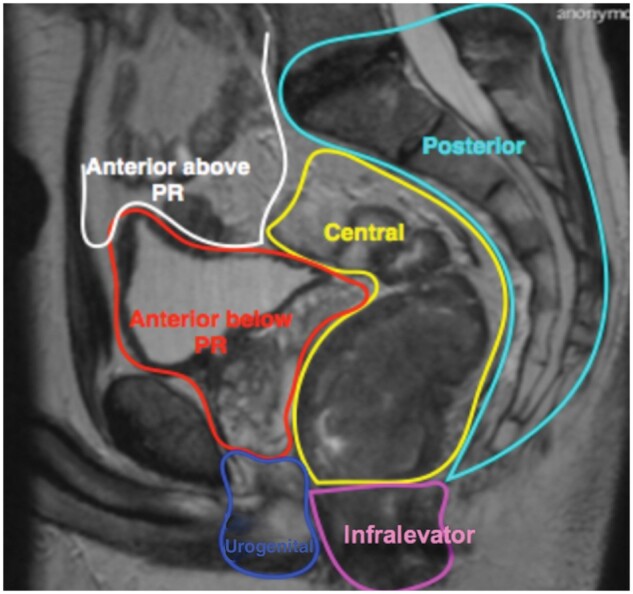 anonymo
Posterior
Anterior above
PR
Central
Anterior below
PR
Infralevator
Urogenital